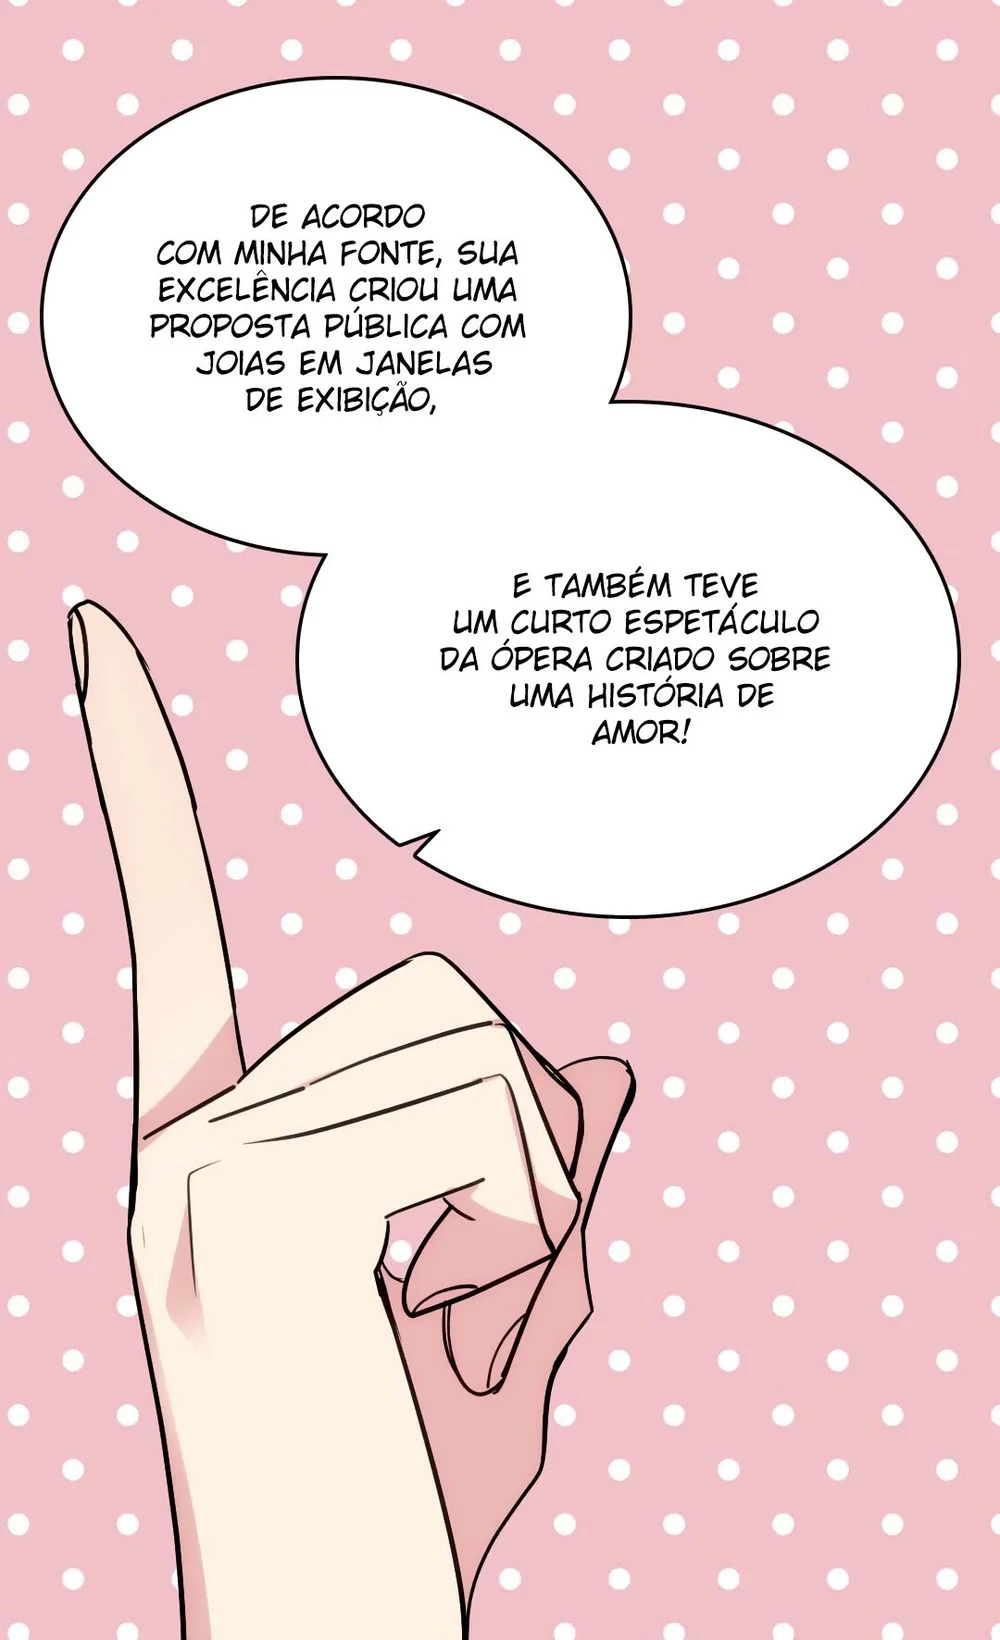 DE ACORDO
COM MINHA FONTE, SUA
EXCELÊNCIA CRIOU UMA
PROPOSTA PÚBLICA COM
JOIAS EM JANELAS
DE EXIBIÇÃO,
E TAMBÉM TEVE
UM CURTO ESPETÁCULO
DA ÓPERA CRIADO SOBRE
UMA HISTÓRIA DE
AMOR!